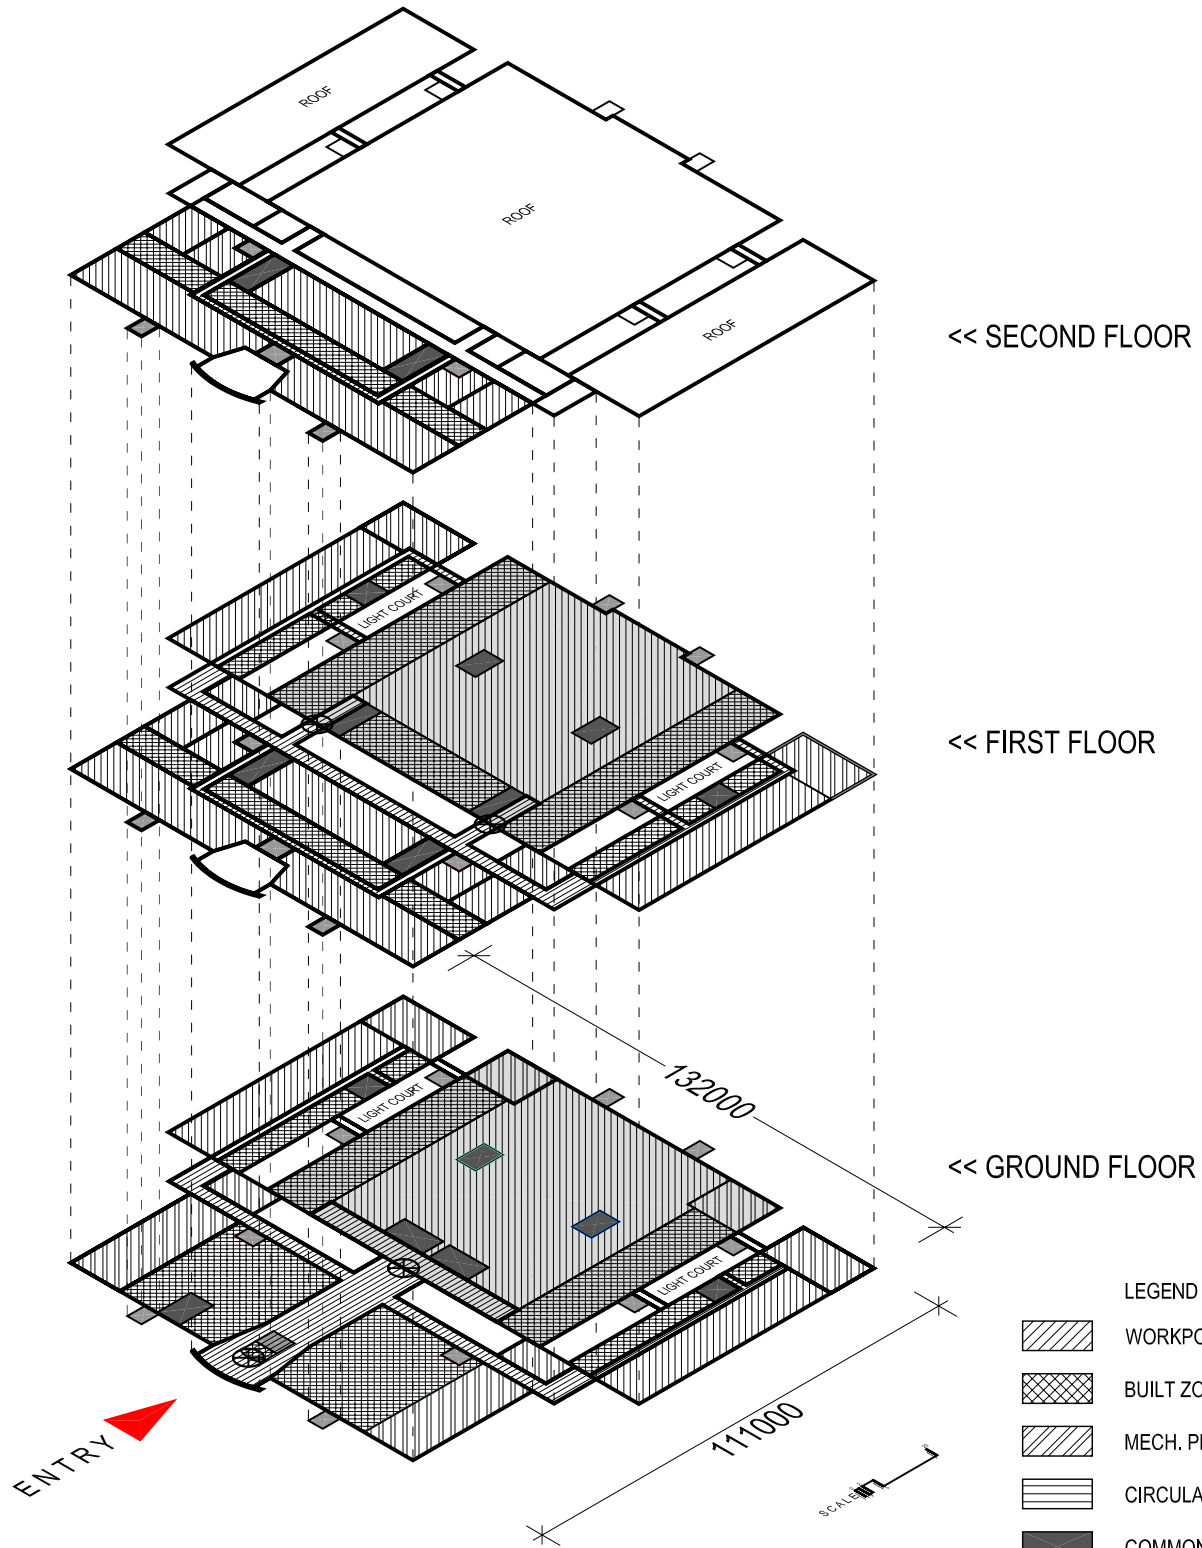 ROOF
ROOF
ROOF
<< SECOND FLOOR
LIGHT COURT
LIGHT COURT
<< FIRST FLOOR
132000
LIGHT COURT
LIGHT COURT
<< GROUND FLOOR
111000
ENTRY
SCALE
LEGEND
WORKPO
BUILT ZO
MECH. P
CIRCULA
COMMON